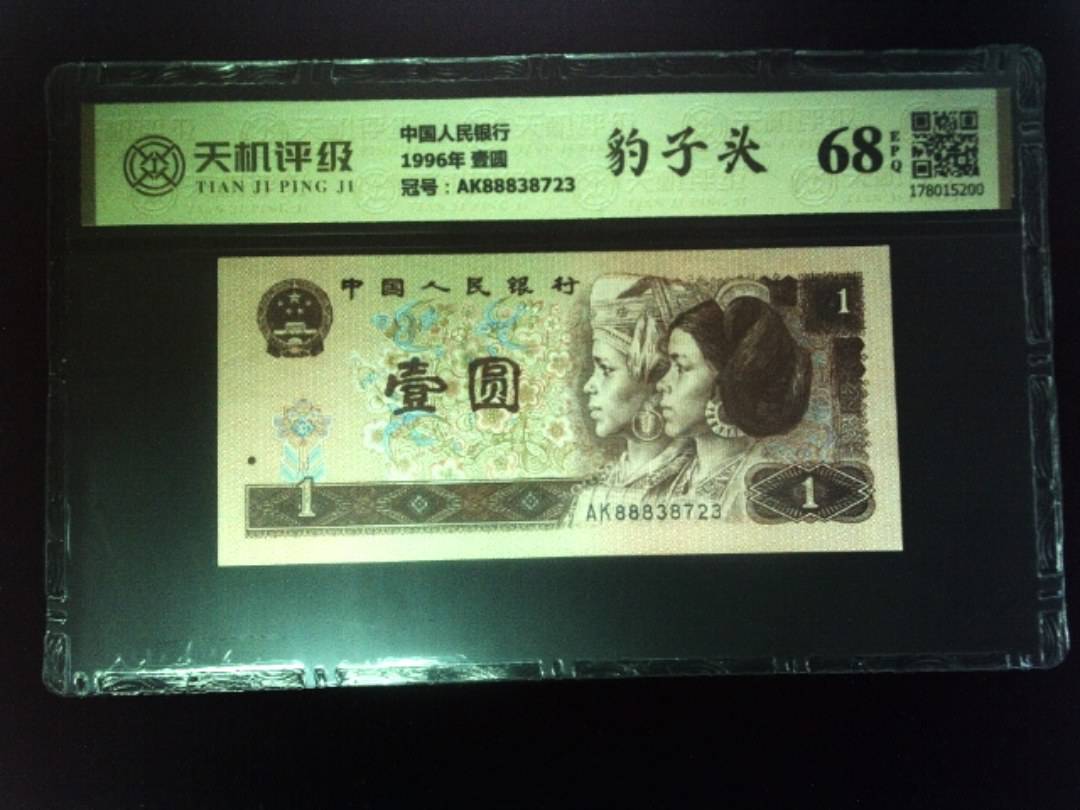 天机评级
TIAN JI PING JI
中国人民银行
1996年 壹圆
冠号：AK88838723
豹子头
68
EPQ
178015200
中国人民银行
1
壹圆
1
AK88838723
1